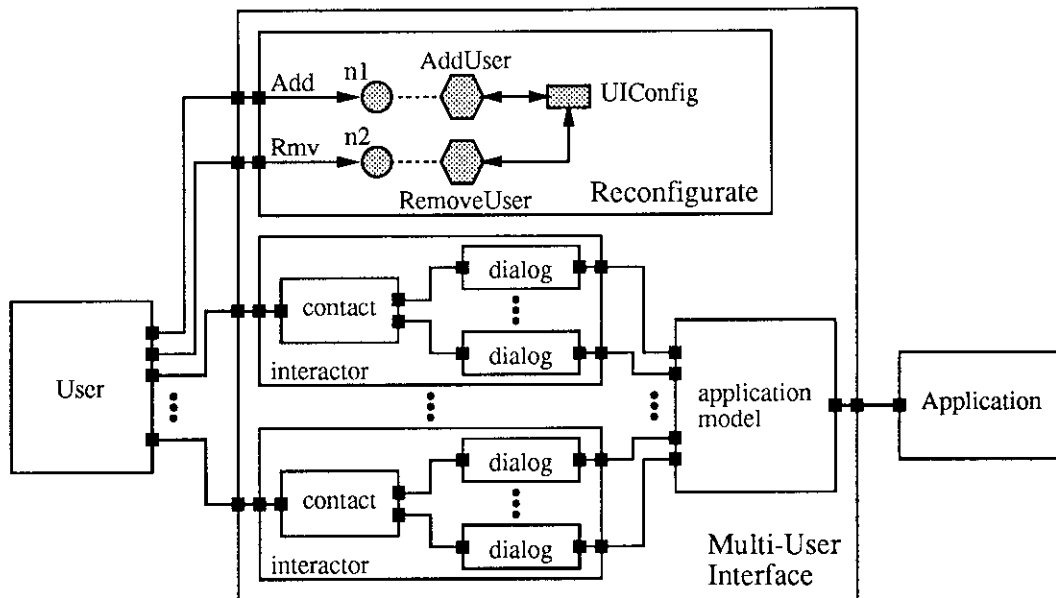 AddUser
n1
Add
UIConfig
n2
Rmv
RemoveUser
Reconfigurate
dialog
contact
dialog
interactor
User
application
model
Application
dialog
contact
dialog
interactor
Multi-User
Interface